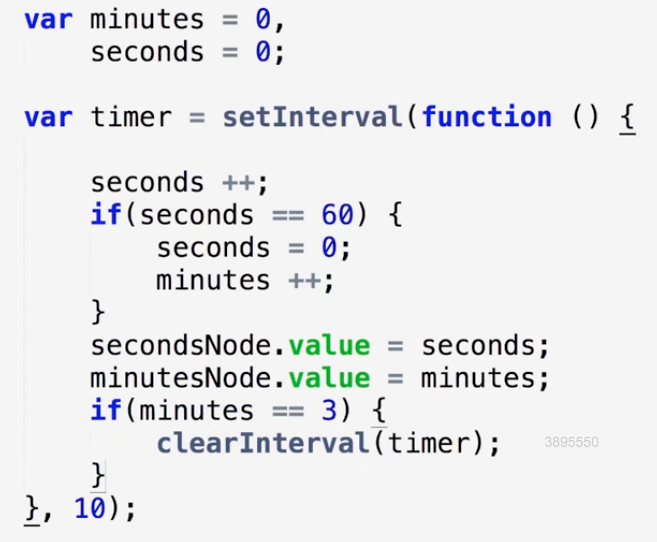 var minutes = 0,
    seconds = 0;

var timer = setInterval(function () {

    seconds ++;
    if(seconds == 60) {
        seconds = 0;
        minutes ++;
    }
    secondsNode.value = seconds;
    minutesNode.value = minutes;
    if(minutes == 3) {
        clearInterval(timer); 3895550
    }
}, 10);